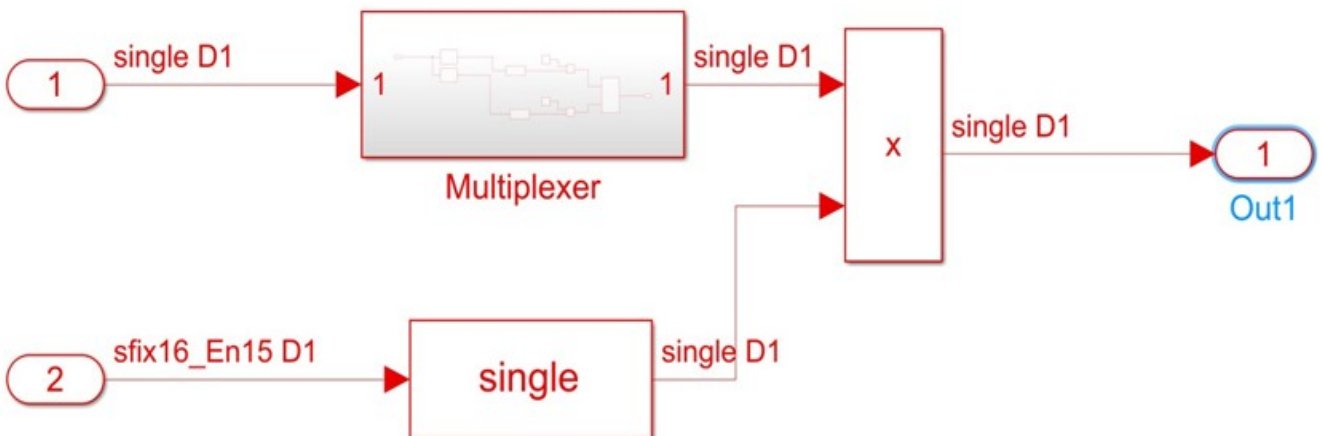 single D1
1
1
1
single D1
Multiplexer
x
single D1
1
Out1
sfix16_En15 D1
2
single
single D1